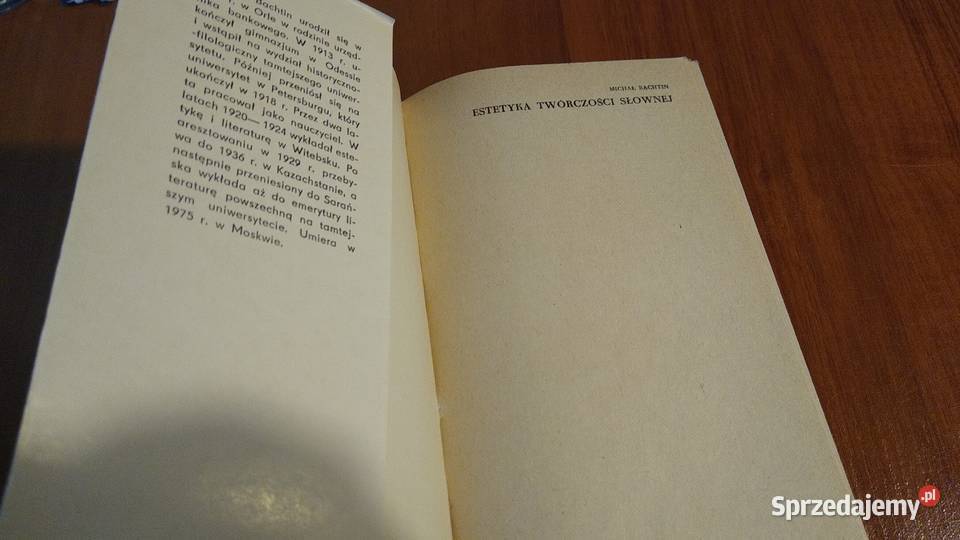 Bachtin urodził się w
r. w Orle w rodzinie urzęd-
nika bankowego. W 1913 r. u-
kończył gimnazjum w Odessie
i wstąpił na wydział historyczno-
-filologiczny tamtejszego uniwer-
sytetu. Później przeniósł się na
uniwersytet w Petersburgu, który
ukończył w 1918 r. Przez dwa la-
ta pracował jako nauczyciel. W
latach 1920—1924 wykładał este-
tykę i literaturę w Witebsku. Po
aresztowaniu w 1929 r. przeby-
wa do 1936 r. w Kazachstanie, a
następnie przeniesiony do Sarań-
ska wykłada aż do emerytury li-
teraturę powszechną na tamtej-
szym uniwersytecie. Umiera w
1975 r. w Moskwie.
MICHAŁ BACHTIN
ESTETYKA TWÓRCZOŚCI SŁOWNEJ
Sprzedajemy.pl